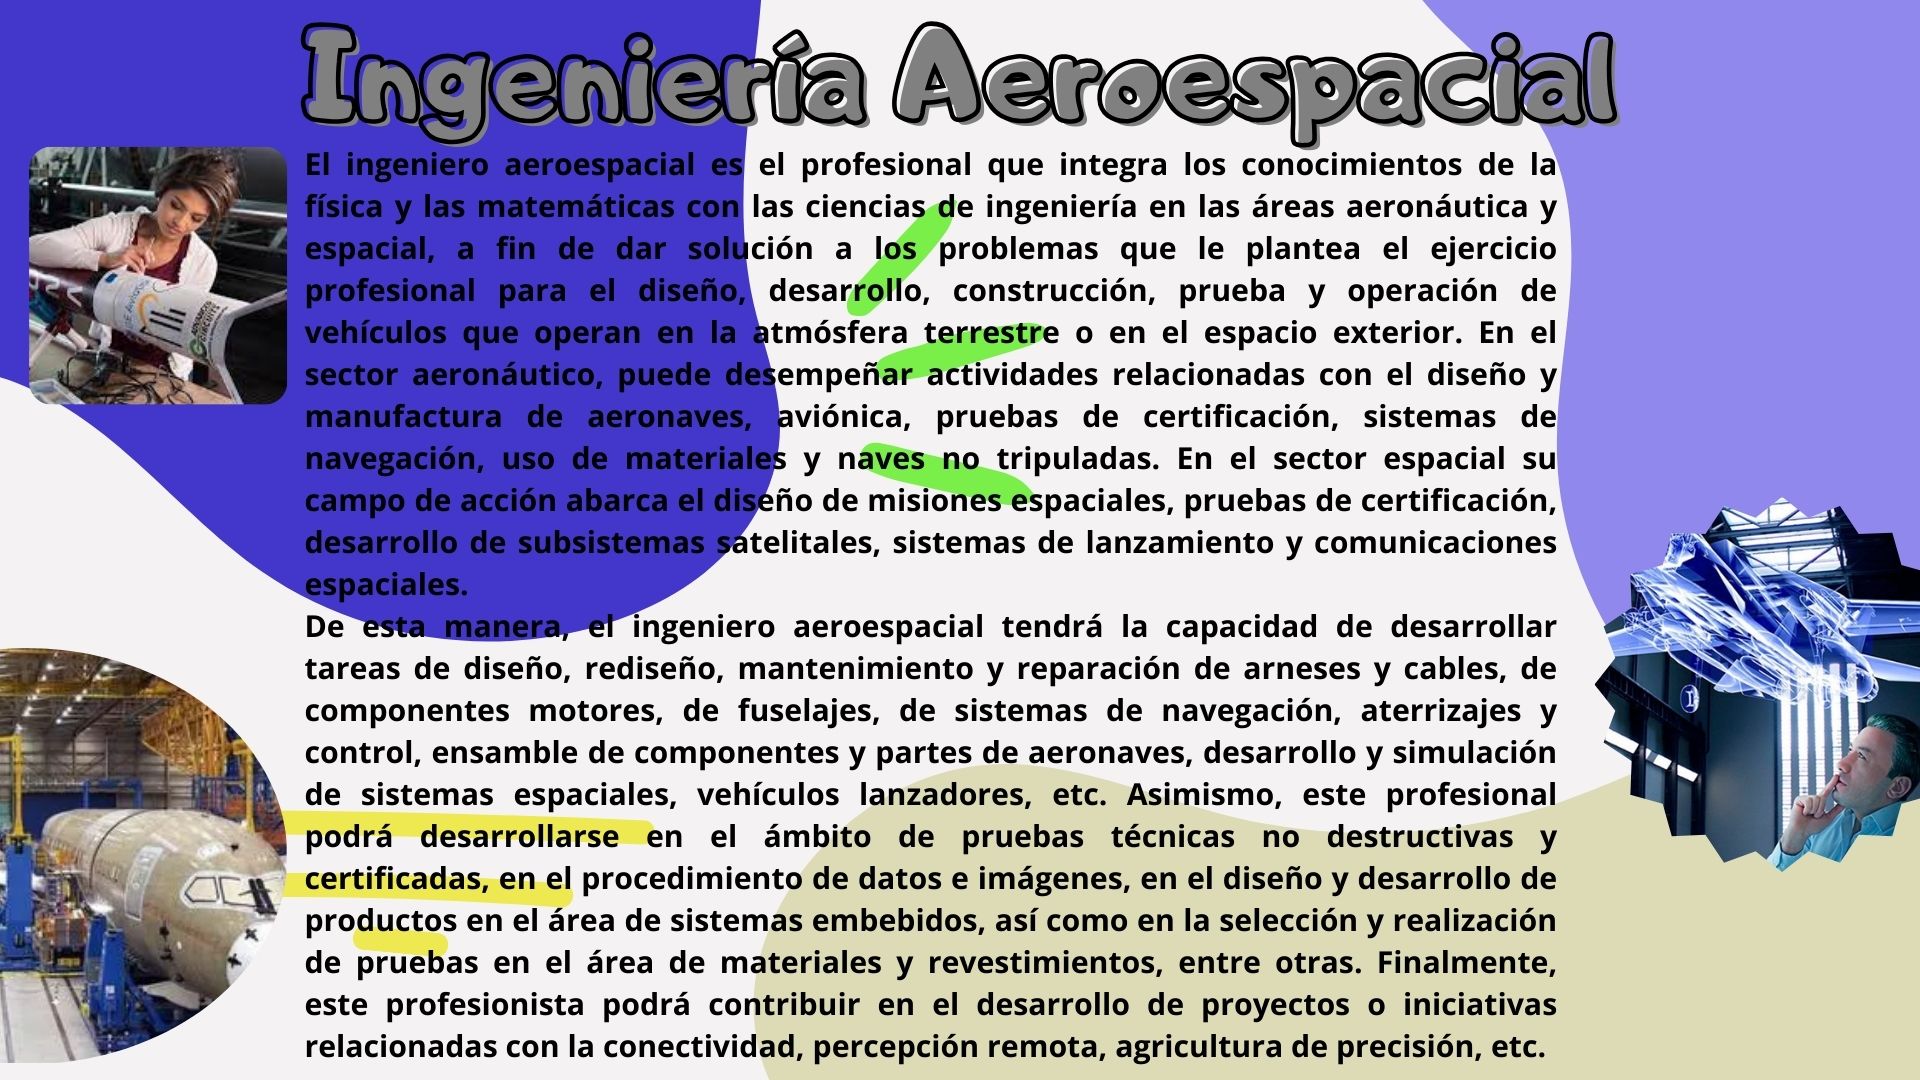 Ingeniería Aeroespacial
El ingeniero aeroespacial es el profesional que integra los conocimientos de la
física y las matemáticas con las ciencias de ingeniería en las áreas aeronáutica y
espacial, a fin de dar solución a los problemas que le plantea el ejercicio
profesional para el diseño, desarrollo, construcción, prueba y operación de
vehículos que operan en la atmósfera terrestre o en el espacio exterior. En el
sector aeronáutico, puede desempeñar actividades relacionadas con el diseño y
manufactura de aeronaves, aviónica, pruebas de certificación, sistemas de
navegación, uso de materiales y naves no tripuladas. En el sector espacial su
campo de acción abarca el diseño de misiones espaciales, pruebas de certificación,
desarrollo de subsistemas satelitales, sistemas de lanzamiento y comunicaciones
espaciales.
De esta manera, el ingeniero aeroespacial tendrá la capacidad de desarrollar
tareas de diseño, rediseño, mantenimiento y reparación de arneses y cables, de
componentes motores, de fuselajes, de sistemas de navegación, aterrizajes y
control, ensamble de componentes y partes de aeronaves, desarrollo y simulación
de sistemas espaciales, vehículos lanzadores, etc. Asimismo, este profesional
podrá desarrollarse en el ámbito de pruebas técnicas no destructivas y
certificadas, en el procedimiento de datos e imágenes, en el diseño y desarrollo de
productos en el área de sistemas embebidos, así como en la selección y realización
de pruebas en el área de materiales y revestimientos, entre otras. Finalmente,
este profesionista podrá contribuir en el desarrollo de proyectos o iniciativas
relacionadas con la conectividad, percepción remota, agricultura de precisión, etc.